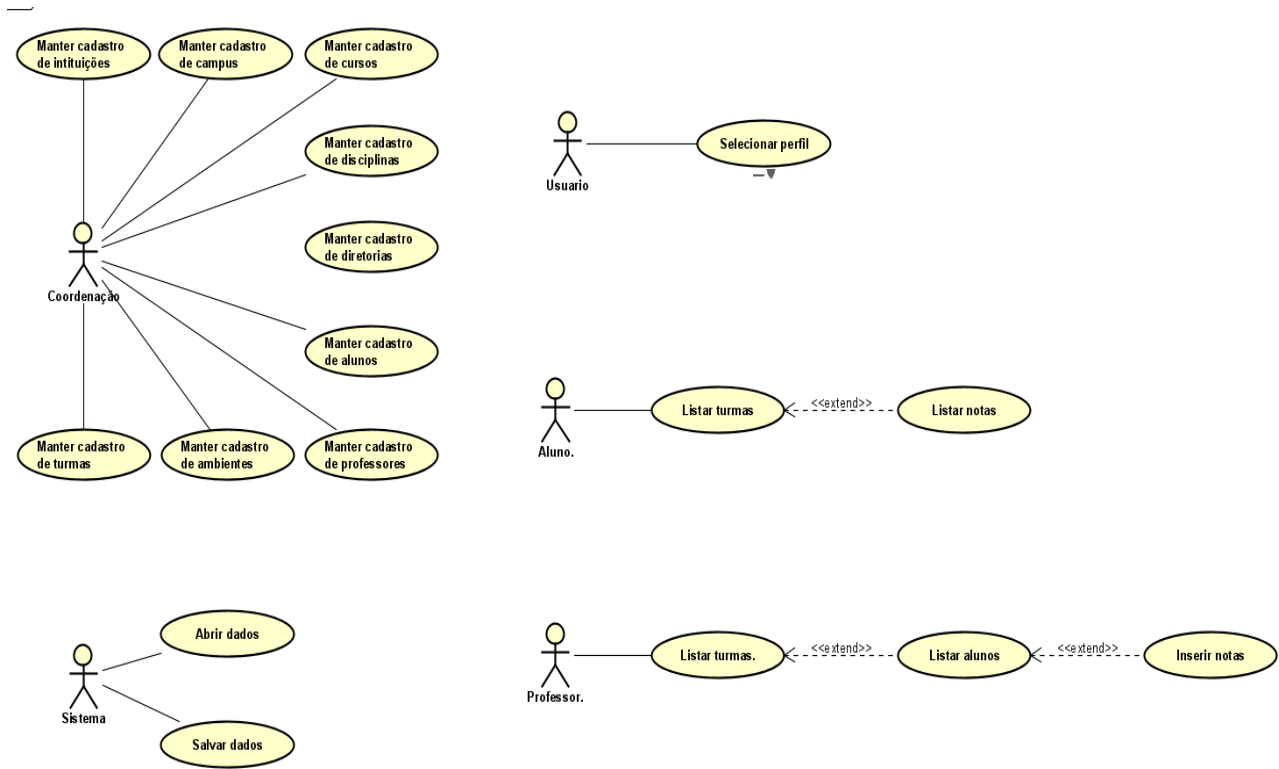 Manter cadastro
de intituições
Manter cadastro
de campus
Manter cadastro
de cursos
Manter cadastro
de disciplinas
Manter cadastro
de diretorias
Manter cadastro
de alunos
Coordenação
Manter cadastro
de turmas
Manter cadastro
de ambientes
Manter cadastro
de professores
Usuario
Selecionar perfil
Aluno.
Listar turmas
<<extend>>
Listar notas
Sistema
Abrir dados
Salvar dados
Professor.
Listar turmas.
<<extend>>
Listar alunos
<<extend>>
Inserir notas